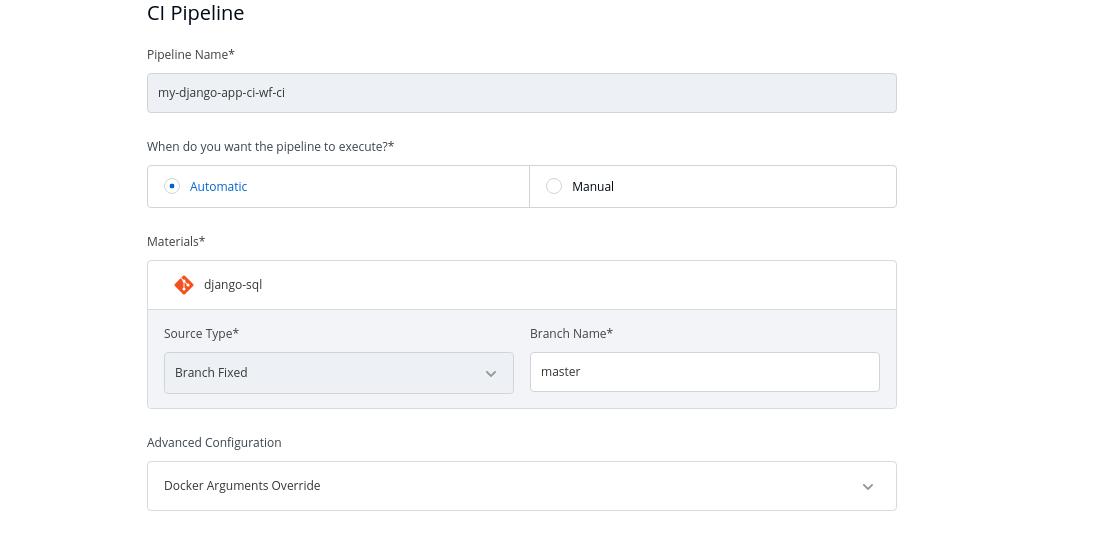 CI Pipeline
Pipeline Name*
my-django-app-ci-wf-ci
When do you want the pipeline to execute?*
Automatic
Manual
Materials*
django-sql
Source Type*
Branch Name*
Branch Fixed
master
Advanced Configuration
Docker Arguments Override